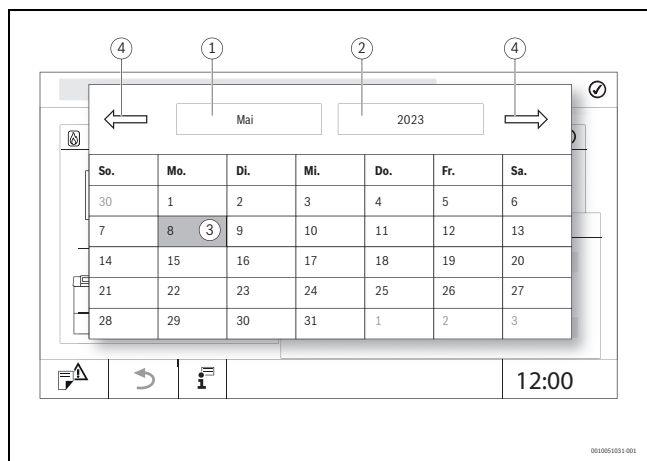 4 1 2 4
Mai 2023
So. Mo. Di. Mi. Do. Fr. Sa.
30 1 2 3 4 5 6
7 8 3 9 10 11 12 13
14 15 16 17 18 19 20
21 22 23 24 25 26 27
28 29 30 31 1 2 3
12:00
0010051031-001